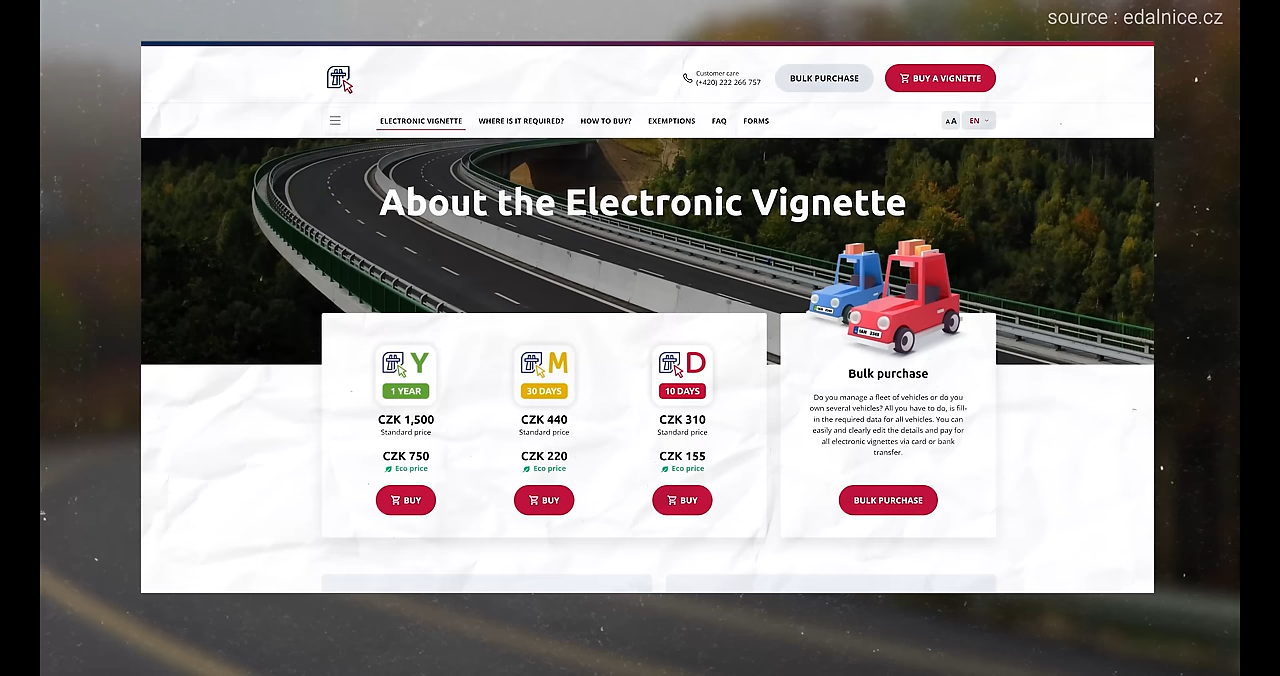 source : edalnice.cz
Customer care
(+420) 222 266 757
BULK PURCHASE
BUY A VIGNETTE
ELECTRONIC VIGNETTE
WHERE IS IT REQUIRED?
HOW TO BUY?
EXEMPTIONS
FAQ
FORMS
AA
EN
About the Electronic Vignette
Y
1 YEAR
CZK 1,500
Standard price
CZK 750
Eco price
BUY
M
30 DAYS
CZK 440
Standard price
CZK 220
Eco price
BUY
D
10 DAYS
CZK 310
Standard price
CZK 155
Eco price
BUY
Bulk purchase
Do you manage a fleet of vehicles or do you
own several vehicles? All you have to do, is fill-
in the required data for all vehicles. You can
easily and clearly edit the details and pay for
all electronic vignettes via card or bank
transfer.
BULK PURCHASE